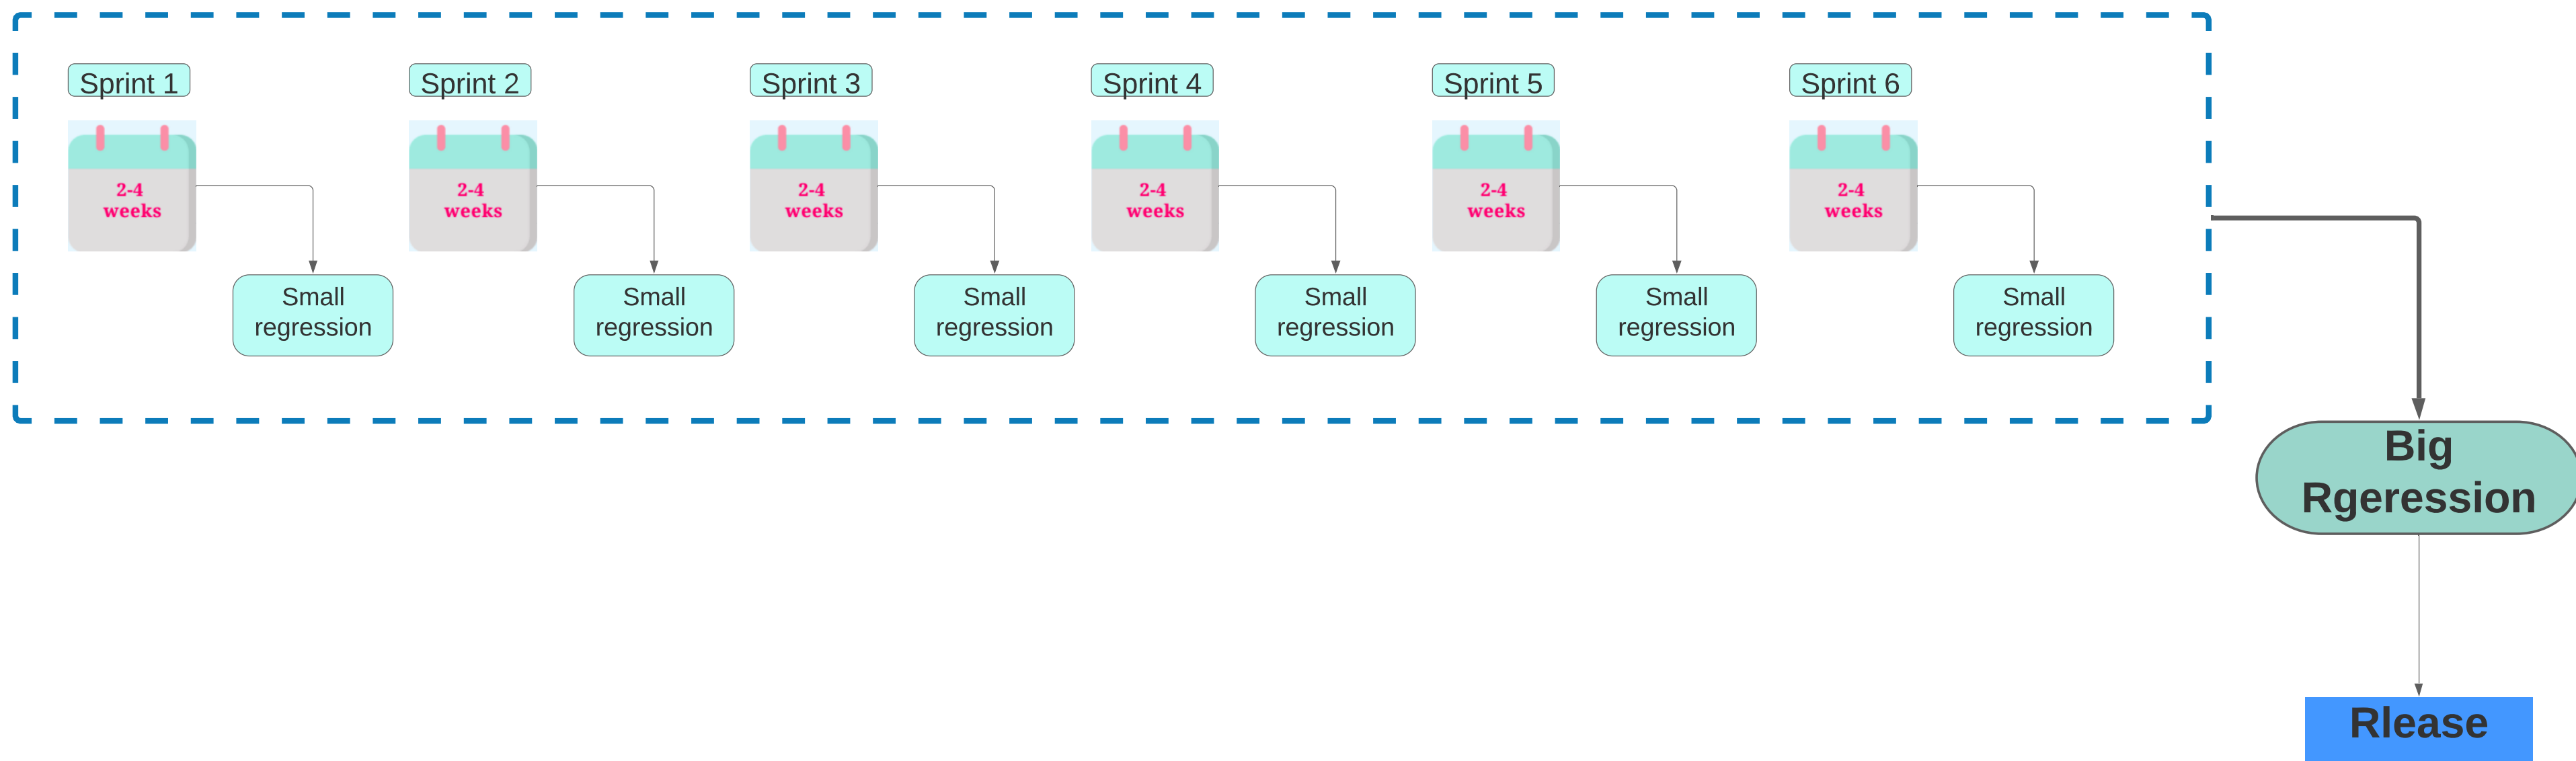 Sprint 1
Sprint 2
Sprint 3
Sprint 4
Sprint 5
Sprint 6
2-4
weeks
2-4
weeks
2-4
weeks
2-4
weeks
2-4
weeks
2-4
weeks
Small
regression
Small
regression
Small
regression
Small
regression
Small
regression
Small
regression
Big
Rgeression
Rlease